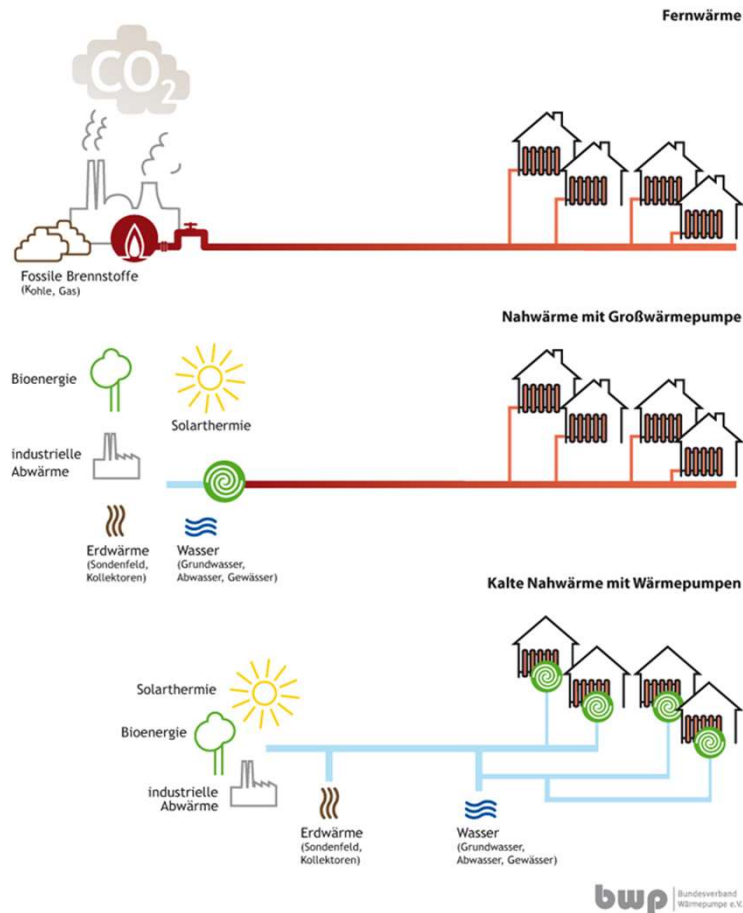 Fernwärme
CO2
Fossile Brennstoffe
(Kohle, Gas)
Nahwärme mit Großwärmepumpe
Bioenergie
Solarthermie
industrielle
Abwärme
Erdwärme
(Sondenfeld,
Kollektoren)
Wasser
(Grundwasser,
Abwasser, Gewässer)
Kalte Nahwärme mit Wärmepumpen
Solarthermie
Bioenergie
industrielle
Abwärme
Erdwärme
(Sondenfeld,
Kollektoren)
Wasser
(Grundwasser,
Abwasser, Gewässer)
bwp
Bundesverband
Wärmepumpe e.V.